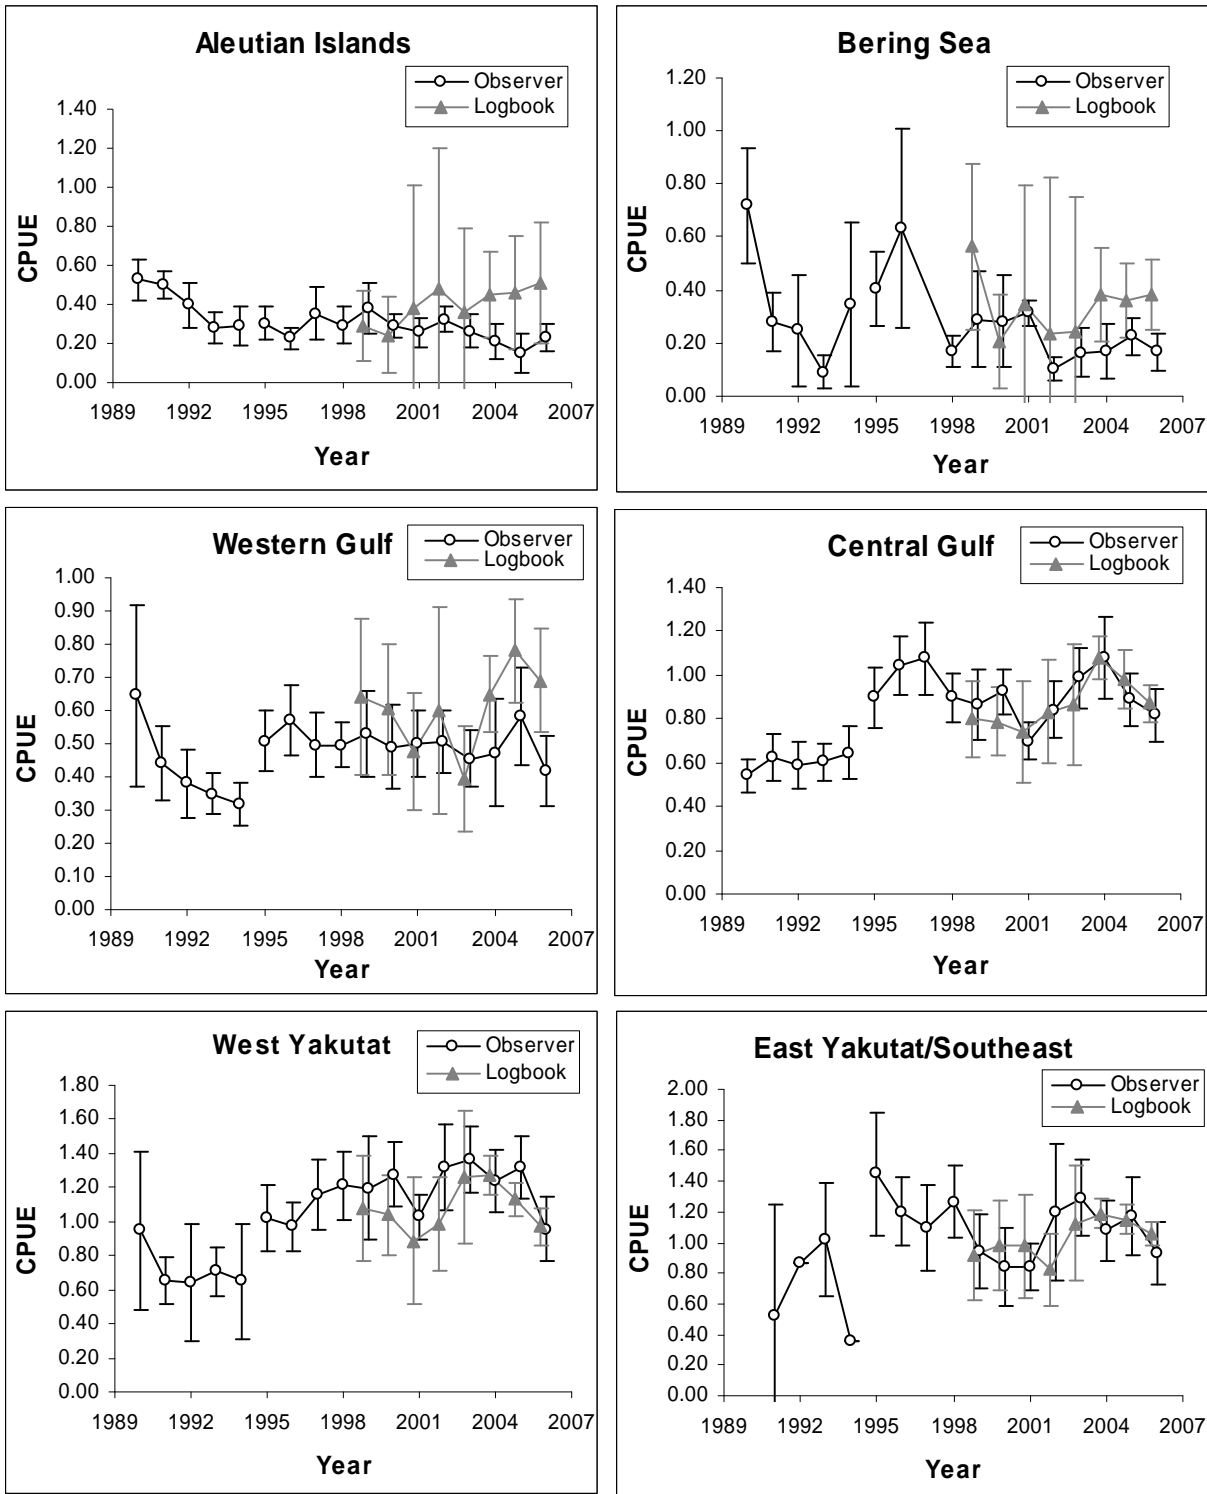 Aleutian Islands
Observer
Logbook
1.40
1.20
1.00
0.80
0.60
0.40
0.20
0.00
CPUE
1989 1992 1995 1998 2001 2004 2007
Year
Bering Sea
Observer
Logbook
1.20
1.00
0.80
0.60
0.40
0.20
0.00
CPUE
1989 1992 1995 1998 2001 2004 2007
Year
Western Gulf
Observer
Logbook
1.00
0.90
0.80
0.70
0.60
0.50
0.40
0.30
0.20
0.10
0.00
CPUE
1989 1992 1995 1998 2001 2004 2007
Year
Central Gulf
Observer
Logbook
1.40
1.20
1.00
0.80
0.60
0.40
0.20
0.00
CPUE
1989 1992 1995 1998 2001 2004 2007
Year
West Yakutat
Observer
Logbook
1.80
1.60
1.40
1.20
1.00
0.80
0.60
0.40
0.20
0.00
CPUE
1989 1992 1995 1998 2001 2004 2007
Year
East Yakutat/Southeast
Observer
Logbook
2.00
1.80
1.60
1.40
1.20
1.00
0.80
0.60
0.40
0.20
0.00
CPUE
1989 1992 1995 1998 2001 2004 2007
Year